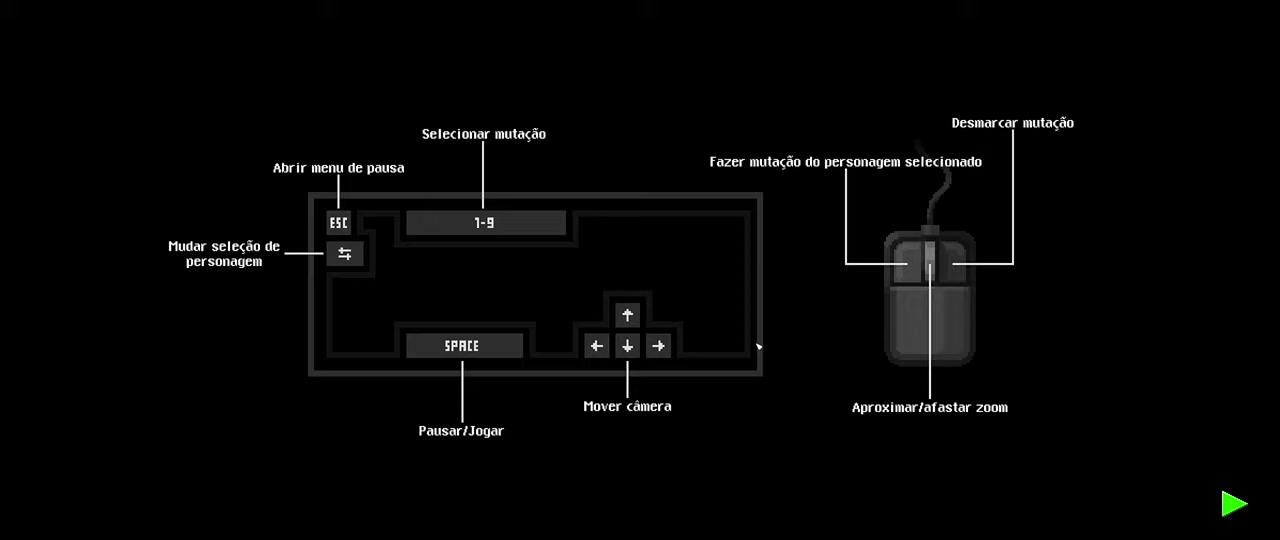 Desmarcar mutação
Selecionar mutação
Fazer mutação do personagem selecionado
Abrir menu de pausa
ESC
1-9
Mudar seleção de
personagem
SPACE
Mover câmera
Aproximar/afastar zoom
Pausar/Jogar